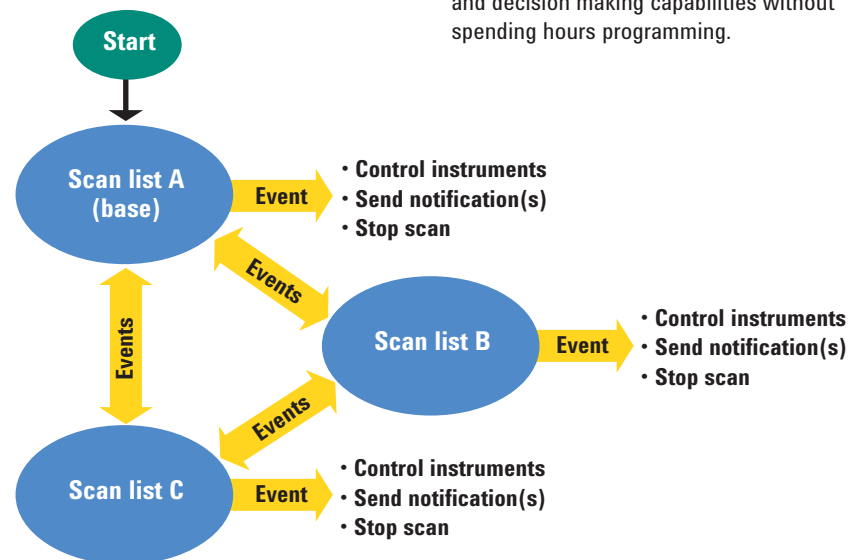 and decision making capabilities without
spending hours programming.
Start
Scan list A
(base)
Event
• Control instruments
• Send notification(s)
• Stop scan
Events
Events
Scan list B
Event
• Control instruments
• Send notification(s)
• Stop scan
Events
Scan list C
Event
• Control instruments
• Send notification(s)
• Stop scan